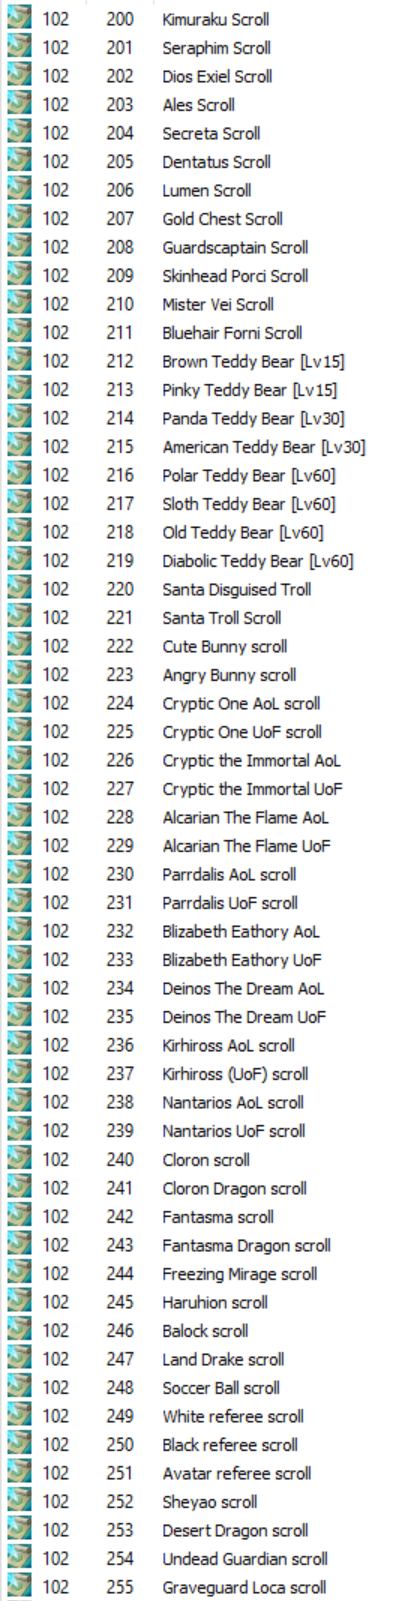 102 200 Kimuraku Scroll
102 201 Seraphim Scroll
102 202 Dios Exiel Scroll
102 203 Ales Scroll
102 204 Secreta Scroll
102 205 Dentatus Scroll
102 206 Lumen Scroll
102 207 Gold Chest Scroll
102 208 Guardscaptain Scroll
102 209 Skinhead Porci Scroll
102 210 Mister Vei Scroll
102 211 Bluehair Forni Scroll
102 212 Brown Teddy Bear [Lv15]
102 213 Pinky Teddy Bear [Lv15]
102 214 Panda Teddy Bear [Lv30]
102 215 American Teddy Bear [Lv30]
102 216 Polar Teddy Bear [Lv60]
102 217 Sloth Teddy Bear [Lv60]
102 218 Old Teddy Bear [Lv60]
102 219 Diabolic Teddy Bear [Lv60]
102 220 Santa Disguised Troll
102 221 Santa Troll Scroll
102 222 Cute Bunny scroll
102 223 Angry Bunny scroll
102 224 Cryptic One AoL scroll
102 225 Cryptic One UoF scroll
102 226 Cryptic the Immortal AoL
102 227 Cryptic the Immortal UoF
102 228 Alcarian The Flame AoL
102 229 Alcarian The Flame UoF
102 230 Parrdalis AoL scroll
102 231 Parrdalis UoF scroll
102 232 Blizabeth Eathory AoL
102 233 Blizabeth Eathory UoF
102 234 Deinos The Dream AoL
102 235 Deinos The Dream UoF
102 236 Kirhiross AoL scroll
102 237 Kirhiross (UoF) scroll
102 238 Nantarios AoL scroll
102 239 Nantarios UoF scroll
102 240 Cloron scroll
102 241 Cloron Dragon scroll
102 242 Fantasma scroll
102 243 Fantasma Dragon scroll
102 244 Freezing Mirage scroll
102 245 Haruhion scroll
102 246 Balock scroll
102 247 Land Drake scroll
102 248 Soccer Ball scroll
102 249 White referee scroll
102 250 Black referee scroll
102 251 Avatar referee scroll
102 252 Sheyao scroll
102 253 Desert Dragon scroll
102 254 Undead Guardian scroll
102 255 Graveguard Loca scroll